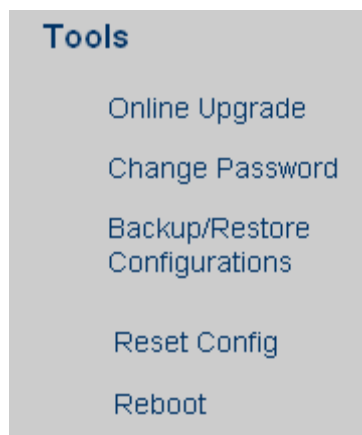 Tools
Online Upgrade
Change Password
Backup/Restore
Configurations
Reset Config
Reboot